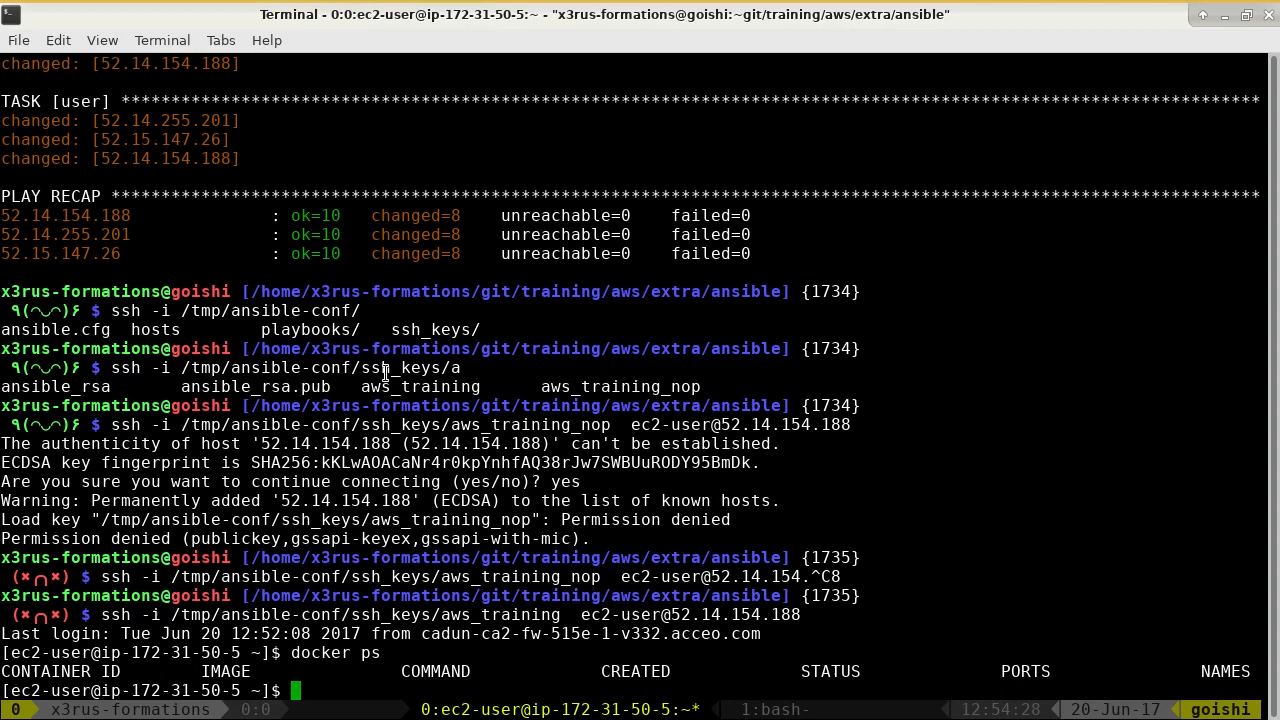 Terminal - 0:0:ec2-user@ip-172-31-50-5:~ - "x3rus-formations@goishi:~git/training/aws/extra/ansible"
File Edit View Terminal Tabs Help
changed: [52.14.154.188]
TASK [user] ******************************************************************************************************************
changed: [52.14.255.201]
changed: [52.15.147.26]
changed: [52.14.154.188]
PLAY RECAP *******************************************************************************************************************
52.14.154.188 : ok=10 changed=8 unreachable=0 failed=0
52.14.255.201 : ok=10 changed=8 unreachable=0 failed=0
52.15.147.26 : ok=10 changed=8 unreachable=0 failed=0
x3rus-formations@goishi [/home/x3rus-formations/git/training/aws/extra/ansible] {1734}
٩(◠◡◠)۶ $ ssh -i /tmp/ansible-conf/
ansible.cfg hosts playbooks/ ssh_keys/
x3rus-formations@goishi [/home/x3rus-formations/git/training/aws/extra/ansible] {1734}
٩(◠◡◠)۶ $ ssh -i /tmp/ansible-conf/ssh_keys/a
ansible_rsa ansible_rsa.pub aws_training aws_training_nop
x3rus-formations@goishi [/home/x3rus-formations/git/training/aws/extra/ansible] {1734}
٩(◠◡◠)۶ $ ssh -i /tmp/ansible-conf/ssh_keys/aws_training_nop ec2-user@52.14.154.188
The authenticity of host '52.14.154.188 (52.14.154.188)' can't be established.
ECDSA key fingerprint is SHA256:kKLwAOACaNr4r0kpYnhfAQ38rJw7SWBUuRODY95BmDk.
Are you sure you want to continue connecting (yes/no)? yes
Warning: Permanently added '52.14.154.188' (ECDSA) to the list of known hosts.
Load key "/tmp/ansible-conf/ssh_keys/aws_training_nop": Permission denied
Permission denied (publickey,gssapi-keyex,gssapi-with-mic).
x3rus-formations@goishi [/home/x3rus-formations/git/training/aws/extra/ansible] {1735}
(✖╭╮✖) $ ssh -i /tmp/ansible-conf/ssh_keys/aws_training_nop ec2-user@52.14.154.^C8
x3rus-formations@goishi [/home/x3rus-formations/git/training/aws/extra/ansible] {1735}
(✖╭╮✖) $ ssh -i /tmp/ansible-conf/ssh_keys/aws_training ec2-user@52.14.154.188
Last login: Tue Jun 20 12:52:08 2017 from cadun-ca2-fw-515e-1-v332.acceo.com
[ec2-user@ip-172-31-50-5 ~]$ docker ps
CONTAINER ID IMAGE COMMAND CREATED STATUS PORTS NAMES
[ec2-user@ip-172-31-50-5 ~]$
0 x3rus-formations 0:0 0:ec2-user@ip-172-31-50-5:~* 1:bash- 12:54:28 20-Jun-17 goishi